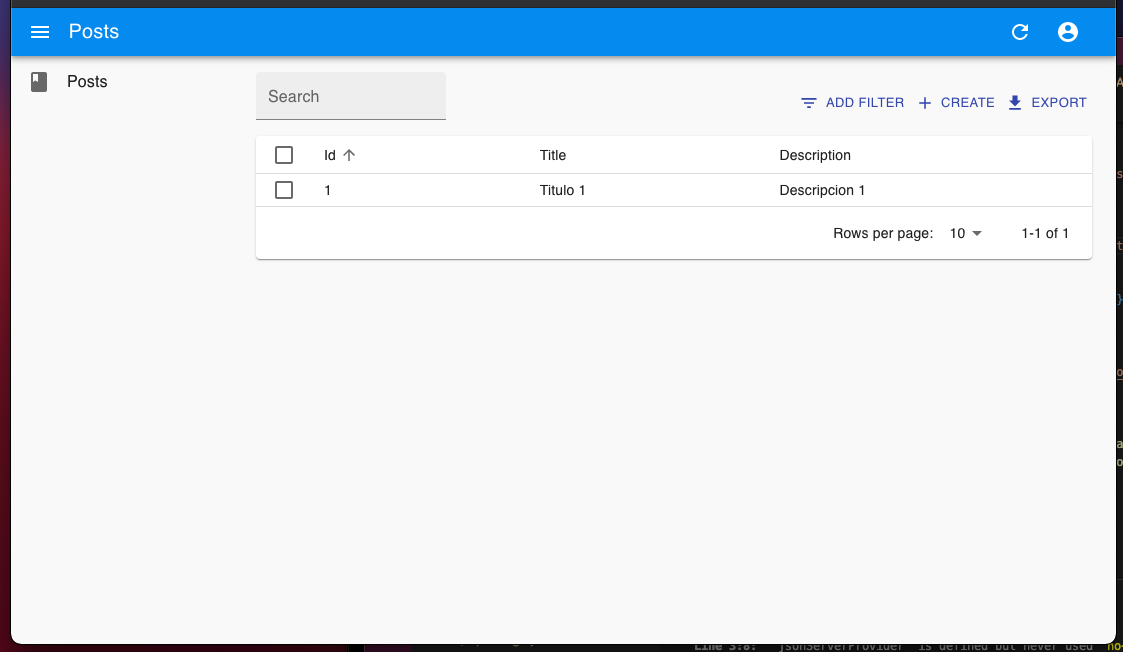 Posts
Posts
Search
ADD FILTER CREATE EXPORT
Id Title Description
1 Titulo 1 Descripcion 1
Rows per page: 10 1-1 of 1
Line 3:8: 'jsonServerProvider' is defined but never used no-